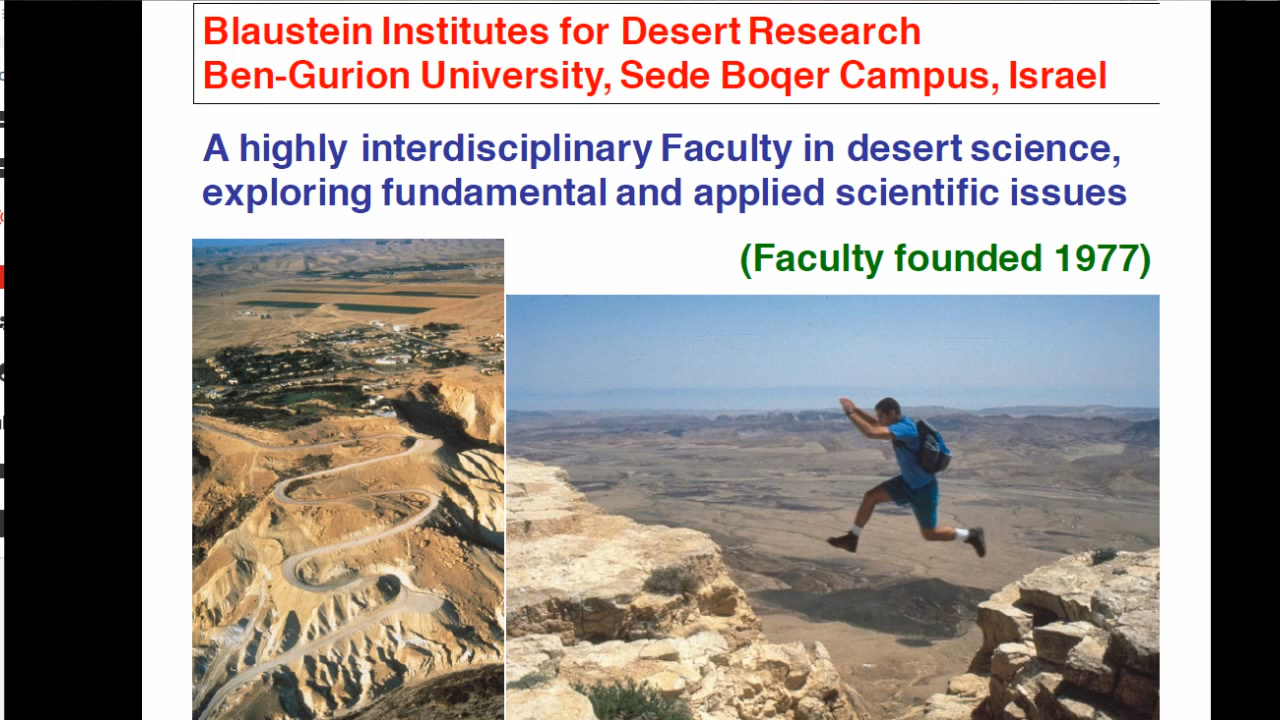 Blaustein Institutes for Desert Research
Ben-Gurion University, Sede Boqer Campus, Israel
A highly interdisciplinary Faculty in desert science,
exploring fundamental and applied scientific issues
(Faculty founded 1977)